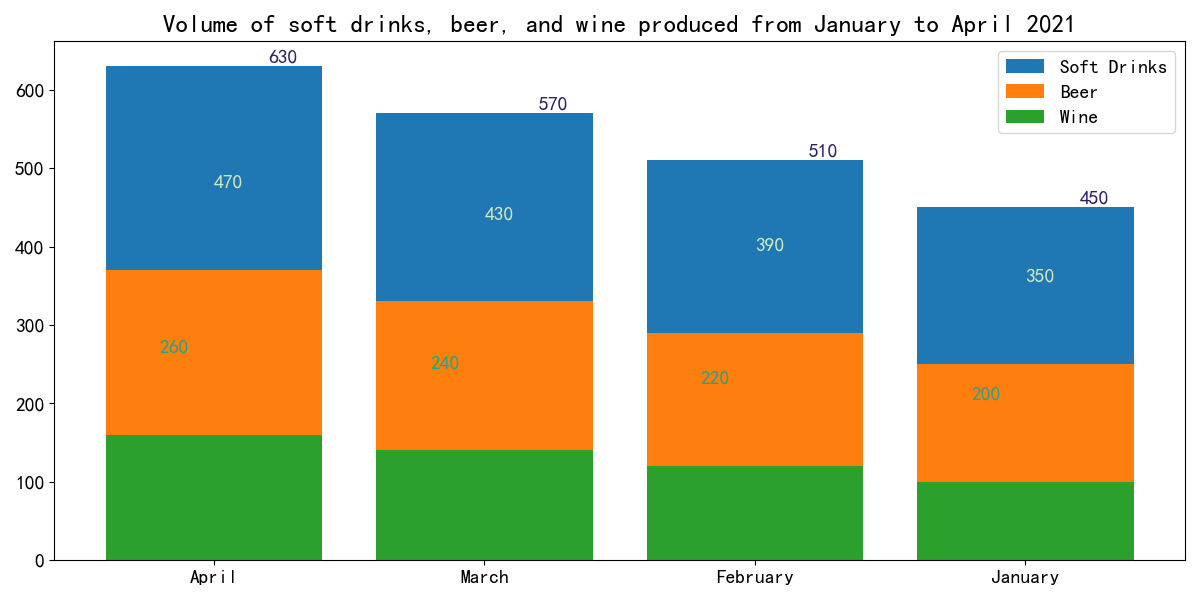 Volume of soft drinks, beer, and wine produced from January to April 2021
Soft Drinks
Beer
Wine
600
500
400
300
200
100
0
630
570
510
450
470
430
390
350
260
240
220
200
April
March
February
January